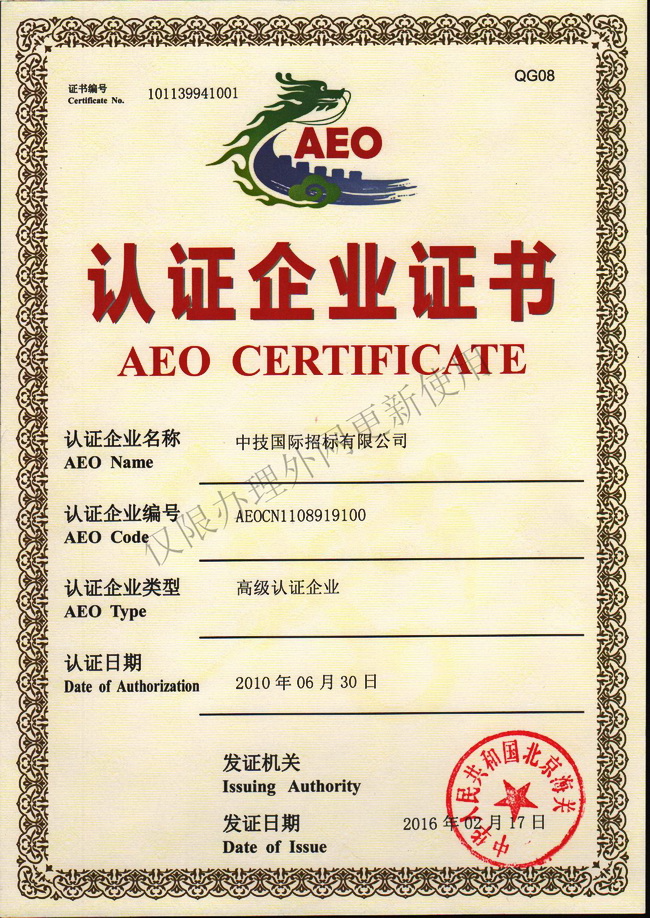 证书编号
Certificate No. 101139941001
QG08
AEO
认证企业证书
AEO CERTIFICATE
认证企业名称 中技国际招标有限公司
AEO Name
认证企业编号 AEOCN1108919100
AEO Code
认证企业类型 高级认证企业
AEO Type
认证日期
Date of Authorization 2010 年 06 月 30 日
发证机关
Issuing Authority
发证日期 2016 年 02 月 17 日
Date of Issue
中华人民共和国北京海关
仅限办理外网更新使用